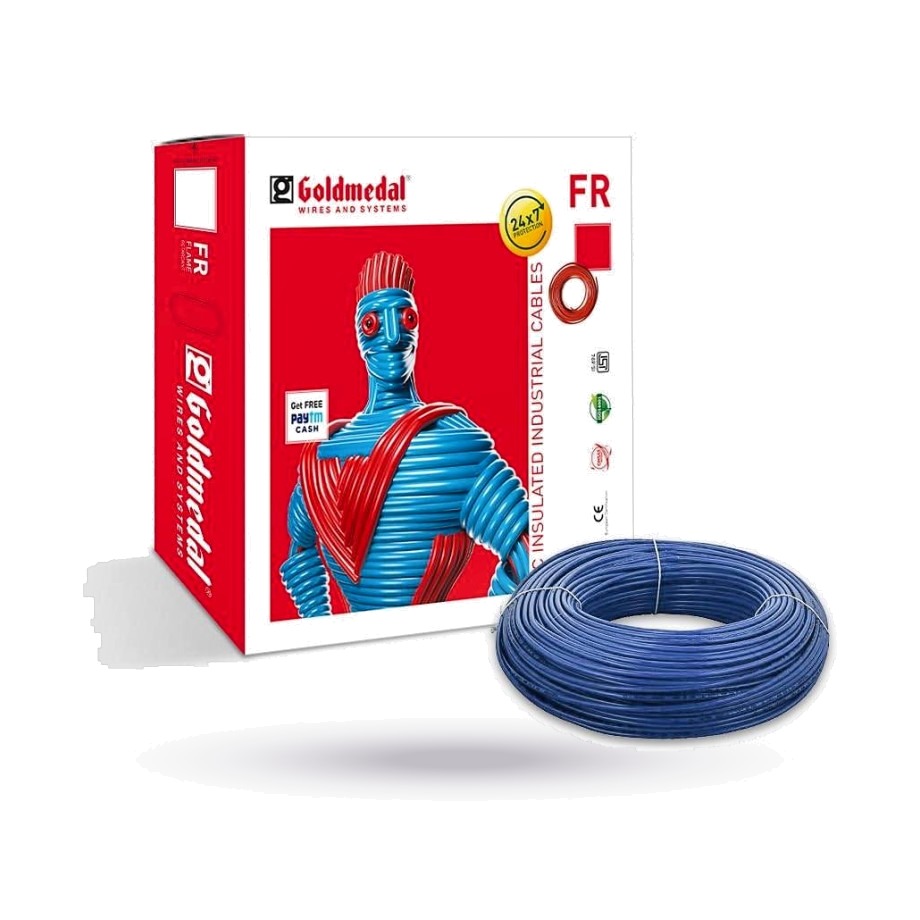 FR
FLAME
Goldmedal®
WIRES AND SYSTEMS
g Goldmedal®
WIRES AND SYSTEMS
24x7
PROTECTION
FR
Get FREE
Paytm
CASH
C INSULATED INDUSTRIAL CABLES
ISI
CE